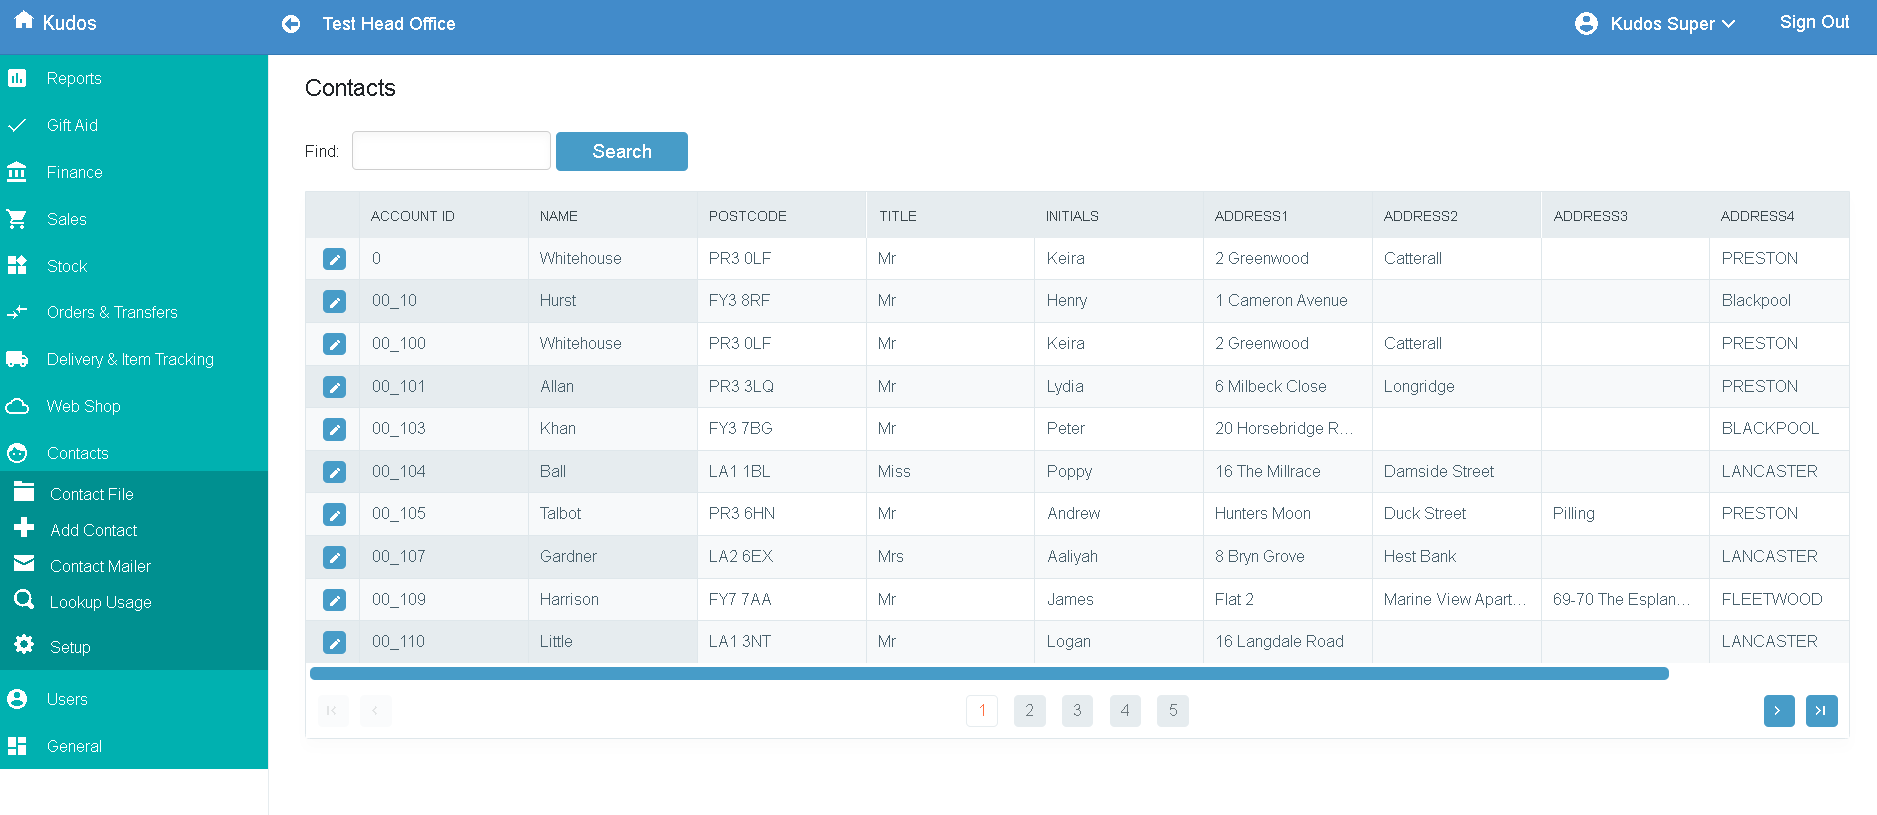 Kudos
Test Head Office
Kudos Super
Sign Out
Reports
Gift Aid
Finance
Sales
Stock
Orders & Transfers
Delivery & Item Tracking
Web Shop
Contacts
Contact File
Add Contact
Contact Mailer
Lookup Usage
Setup
Users
General
Contacts
Find: Search
ACCOUNT ID NAME POSTCODE TITLE INITIALS ADDRESS1 ADDRESS2 ADDRESS3 ADDRESS4
0 Whitehouse PR3 0LF Mr Keira 2 Greenwood Catterall PRESTON
00_10 Hurst FY3 8RF Mr Henry 1 Cameron Avenue Blackpool
00_100 Whitehouse PR3 0LF Mr Keira 2 Greenwood Catterall PRESTON
00_101 Allan PR3 3LQ Mr Lydia 6 Milbeck Close Longridge PRESTON
00_103 Khan FY3 7BG Mr Peter 20 Horsebridge R... BLACKPOOL
00_104 Ball LA1 1BL Miss Poppy 16 The Millrace Damside Street LANCASTER
00_105 Talbot PR3 6HN Mr Andrew Hunters Moon Duck Street Pilling PRESTON
00_107 Gardner LA2 6EX Mrs Aaliyah 8 Bryn Grove Hest Bank LANCASTER
00_109 Harrison FY7 7AA Mr James Flat 2 Marine View Apart... 69-70 The Esplan... FLEETWOOD
00_110 Little LA1 3NT Mr Logan 16 Langdale Road LANCASTER
1 2 3 4 5